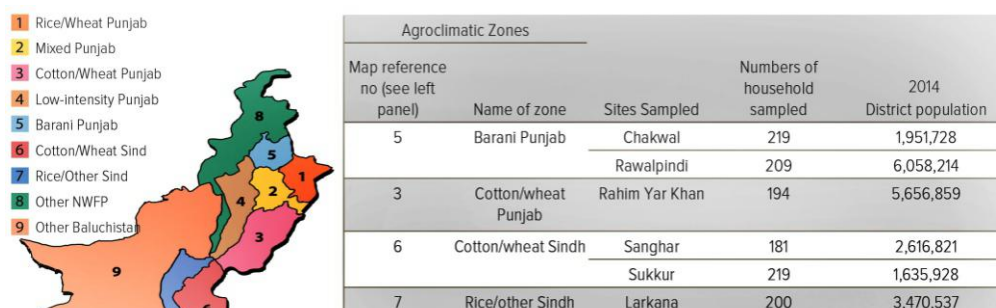 1 Rice/Wheat Punjab
2 Mixed Punjab
3 Cotton/Wheat Punjab
4 Low-intensity Punjab
5 Barani Punjab
6 Cotton/Wheat Sind
7 Rice/Other Sind
8 Other NWFP
9 Other Baluchistan
8
5
1
2
4
3
9
6
Agroclimatic Zones
Map reference
no (see left
panel)
Name of zone
Sites Sampled
Numbers of
household
sampled
2014
District population
5 Barani Punjab Chakwal 219 1,951,728
Rawalpindi 209 6,058,214
3 Cotton/wheat Rahim Yar Khan 194 5,656,859
Punjab
6 Cotton/wheat Sindh Sanghar 181 2,616,821
Sukkur 219 1,635,928
7 Rice/other Sindh Larkana 200 3,470,537